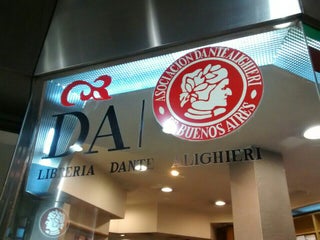 DA
ASOCIACION DANTE ALIGHIERI
BUENOS AIRES
LIBRERIA DANTE ALIGHIERI